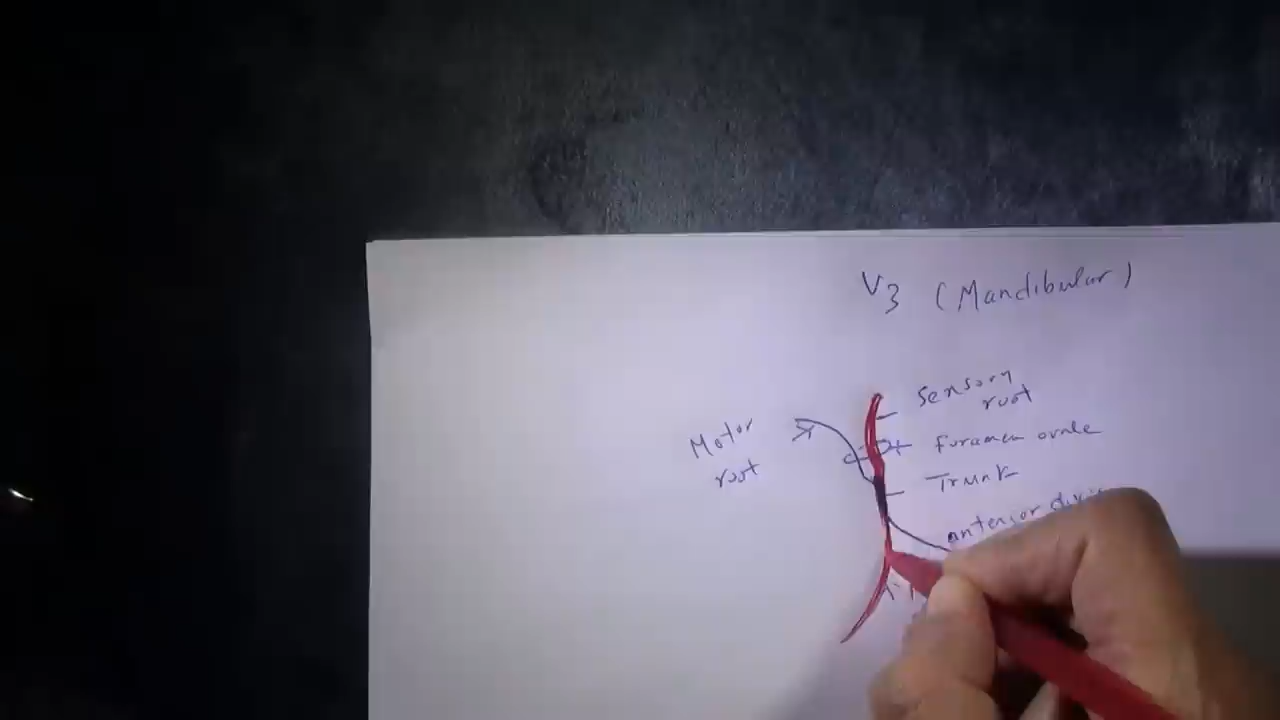 V3 (Mandibular)
Sensory
root
Motor
root
Foramen ovale
Trunk
anterior